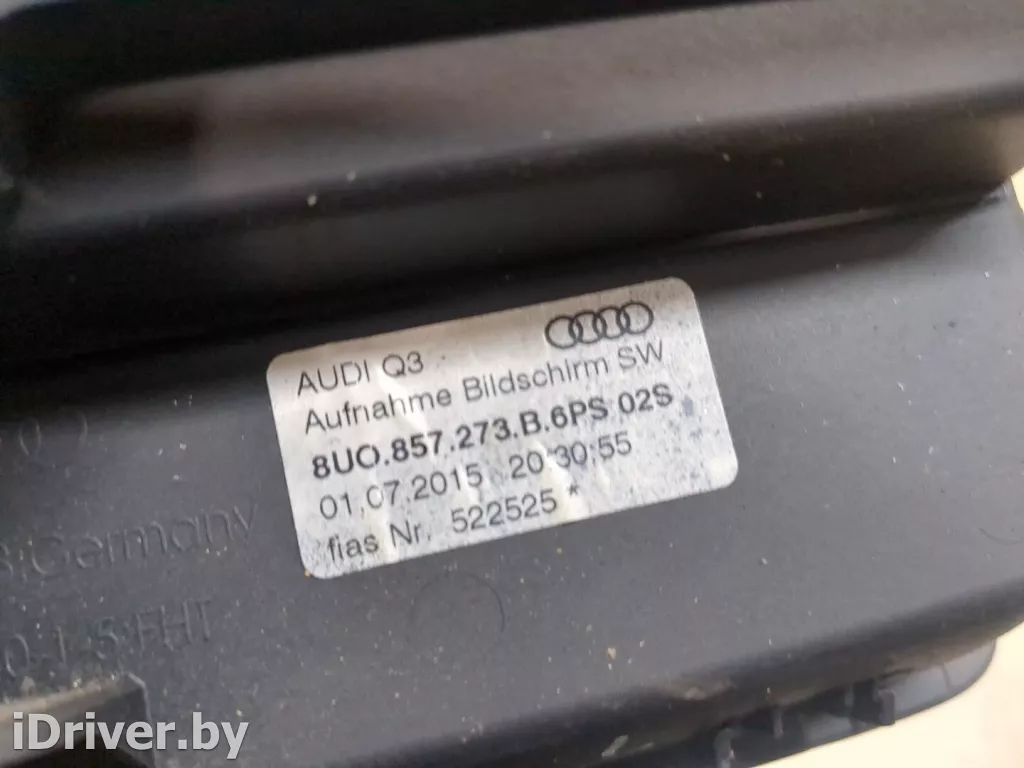 AUDI Q3
Aufnahme Bildschirm SW
8UO.857.273.B.6PS 02S
01.07.2015 20:30:55
fias Nr. 522525 *
Germany
FHT
iDriver.by